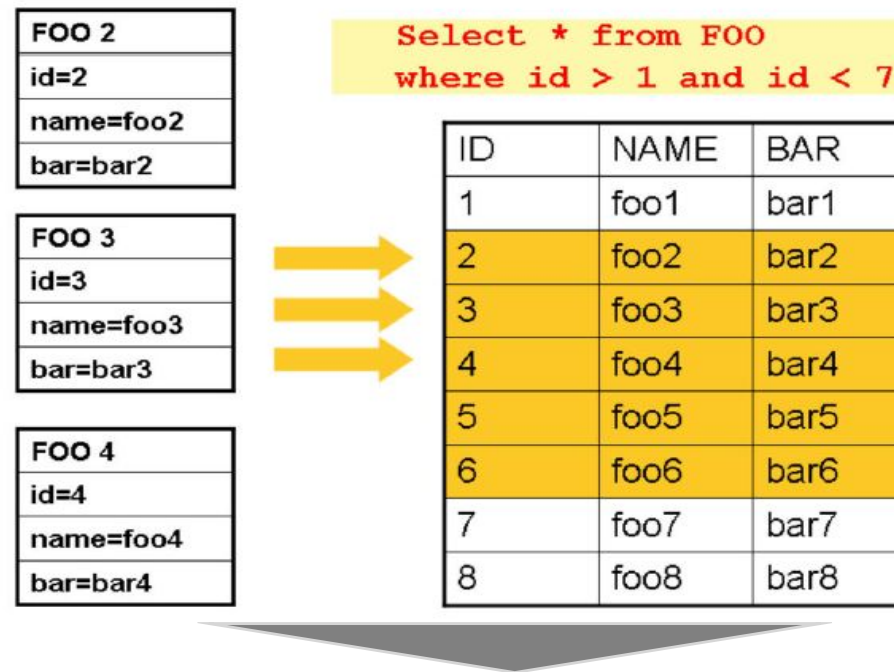 FOO 2
id=2
name=foo2
bar=bar2
FOO 3
id=3
name=foo3
bar=bar3
FOO 4
id=4
name=foo4
bar=bar4
Select * from FOO
where id > 1 and id < 7
ID NAME BAR
1 foo1 bar1
2 foo2 bar2
3 foo3 bar3
4 foo4 bar4
5 foo5 bar5
6 foo6 bar6
7 foo7 bar7
8 foo8 bar8